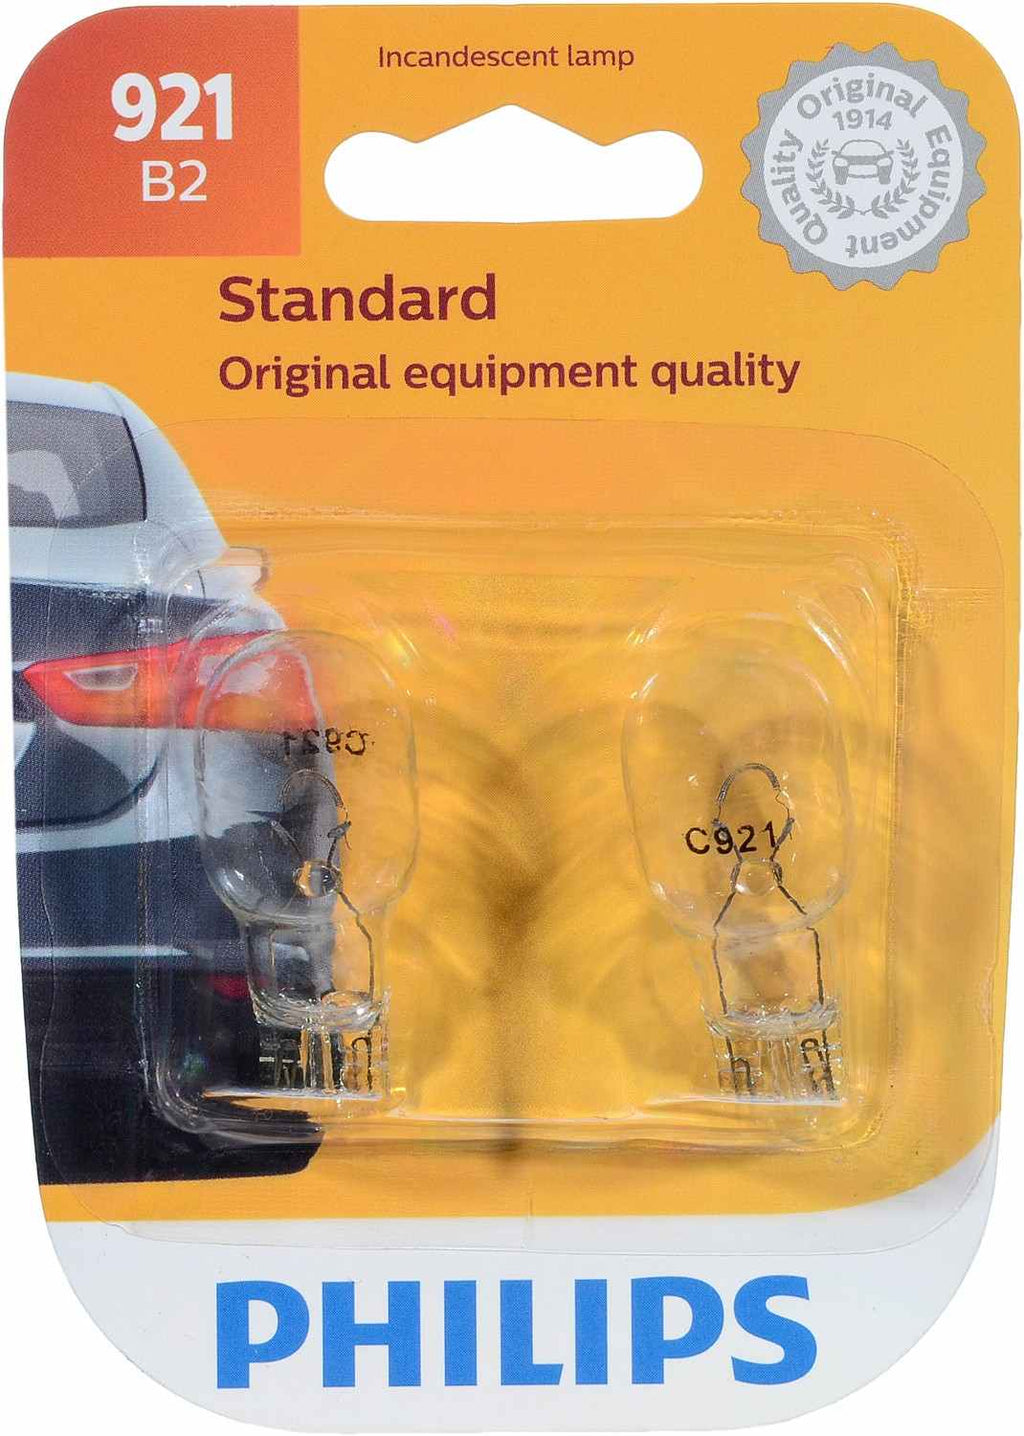 921
B2
Incandescent lamp
Original Equipment Quality
1914
Standard
Original equipment quality
C921
C921
PHILIPS